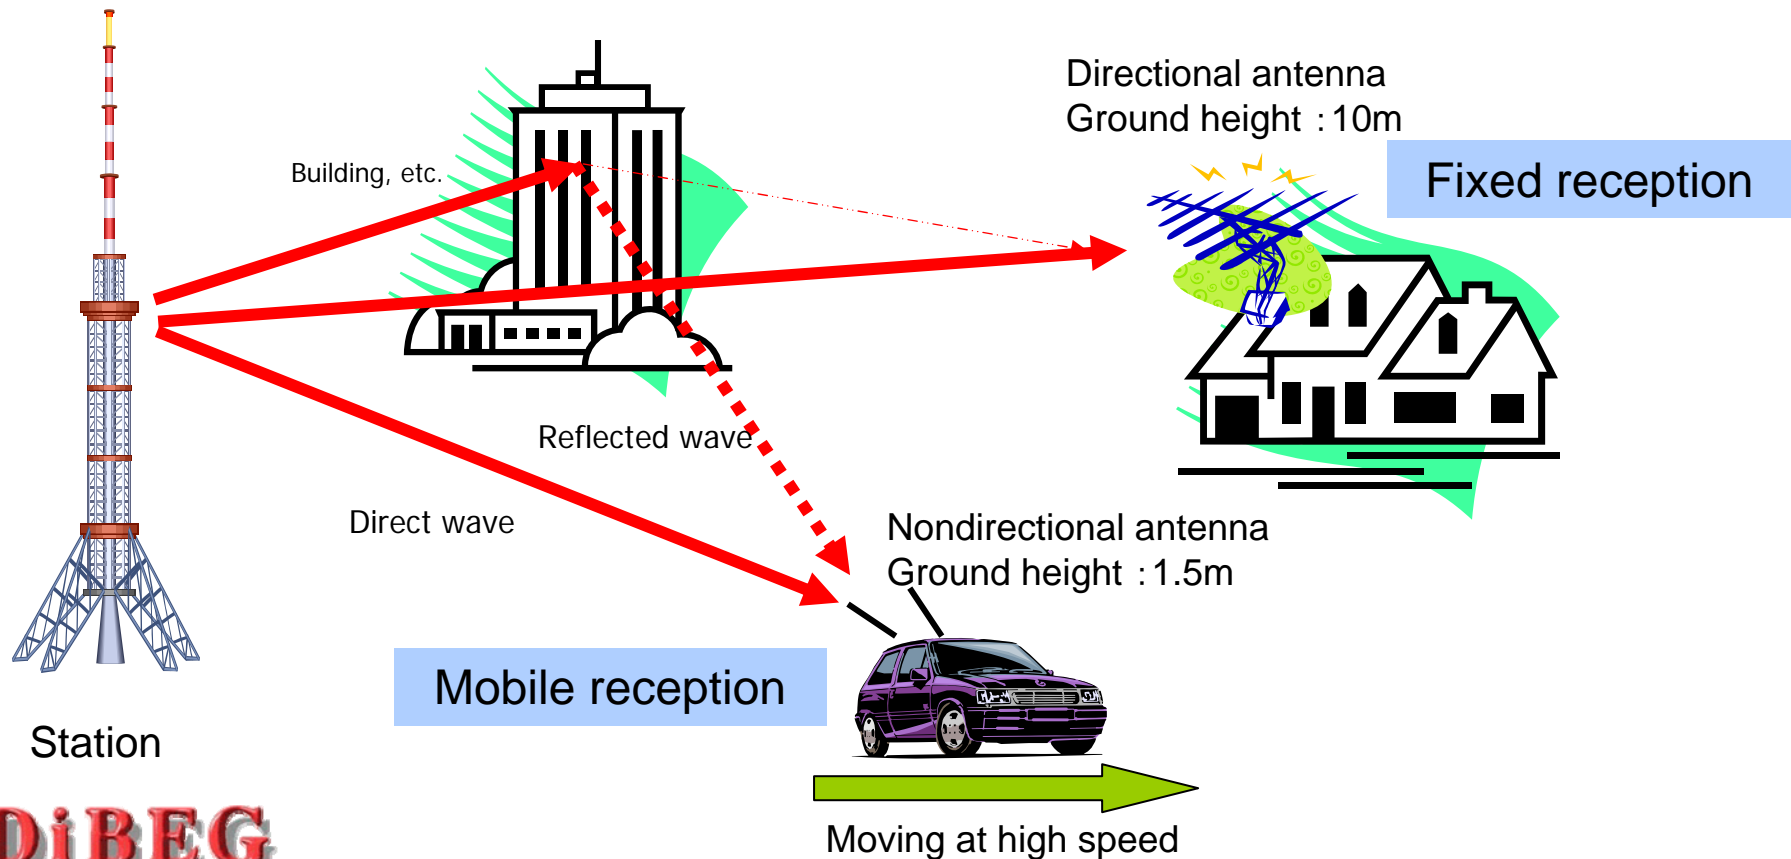 Directional antenna
Ground height : 10m
Fixed reception
Building, etc.
Reflected wave
Direct wave
Nondirectional antenna
Ground height : 1.5m
Mobile reception
Station
Moving at high speed
DiBEG